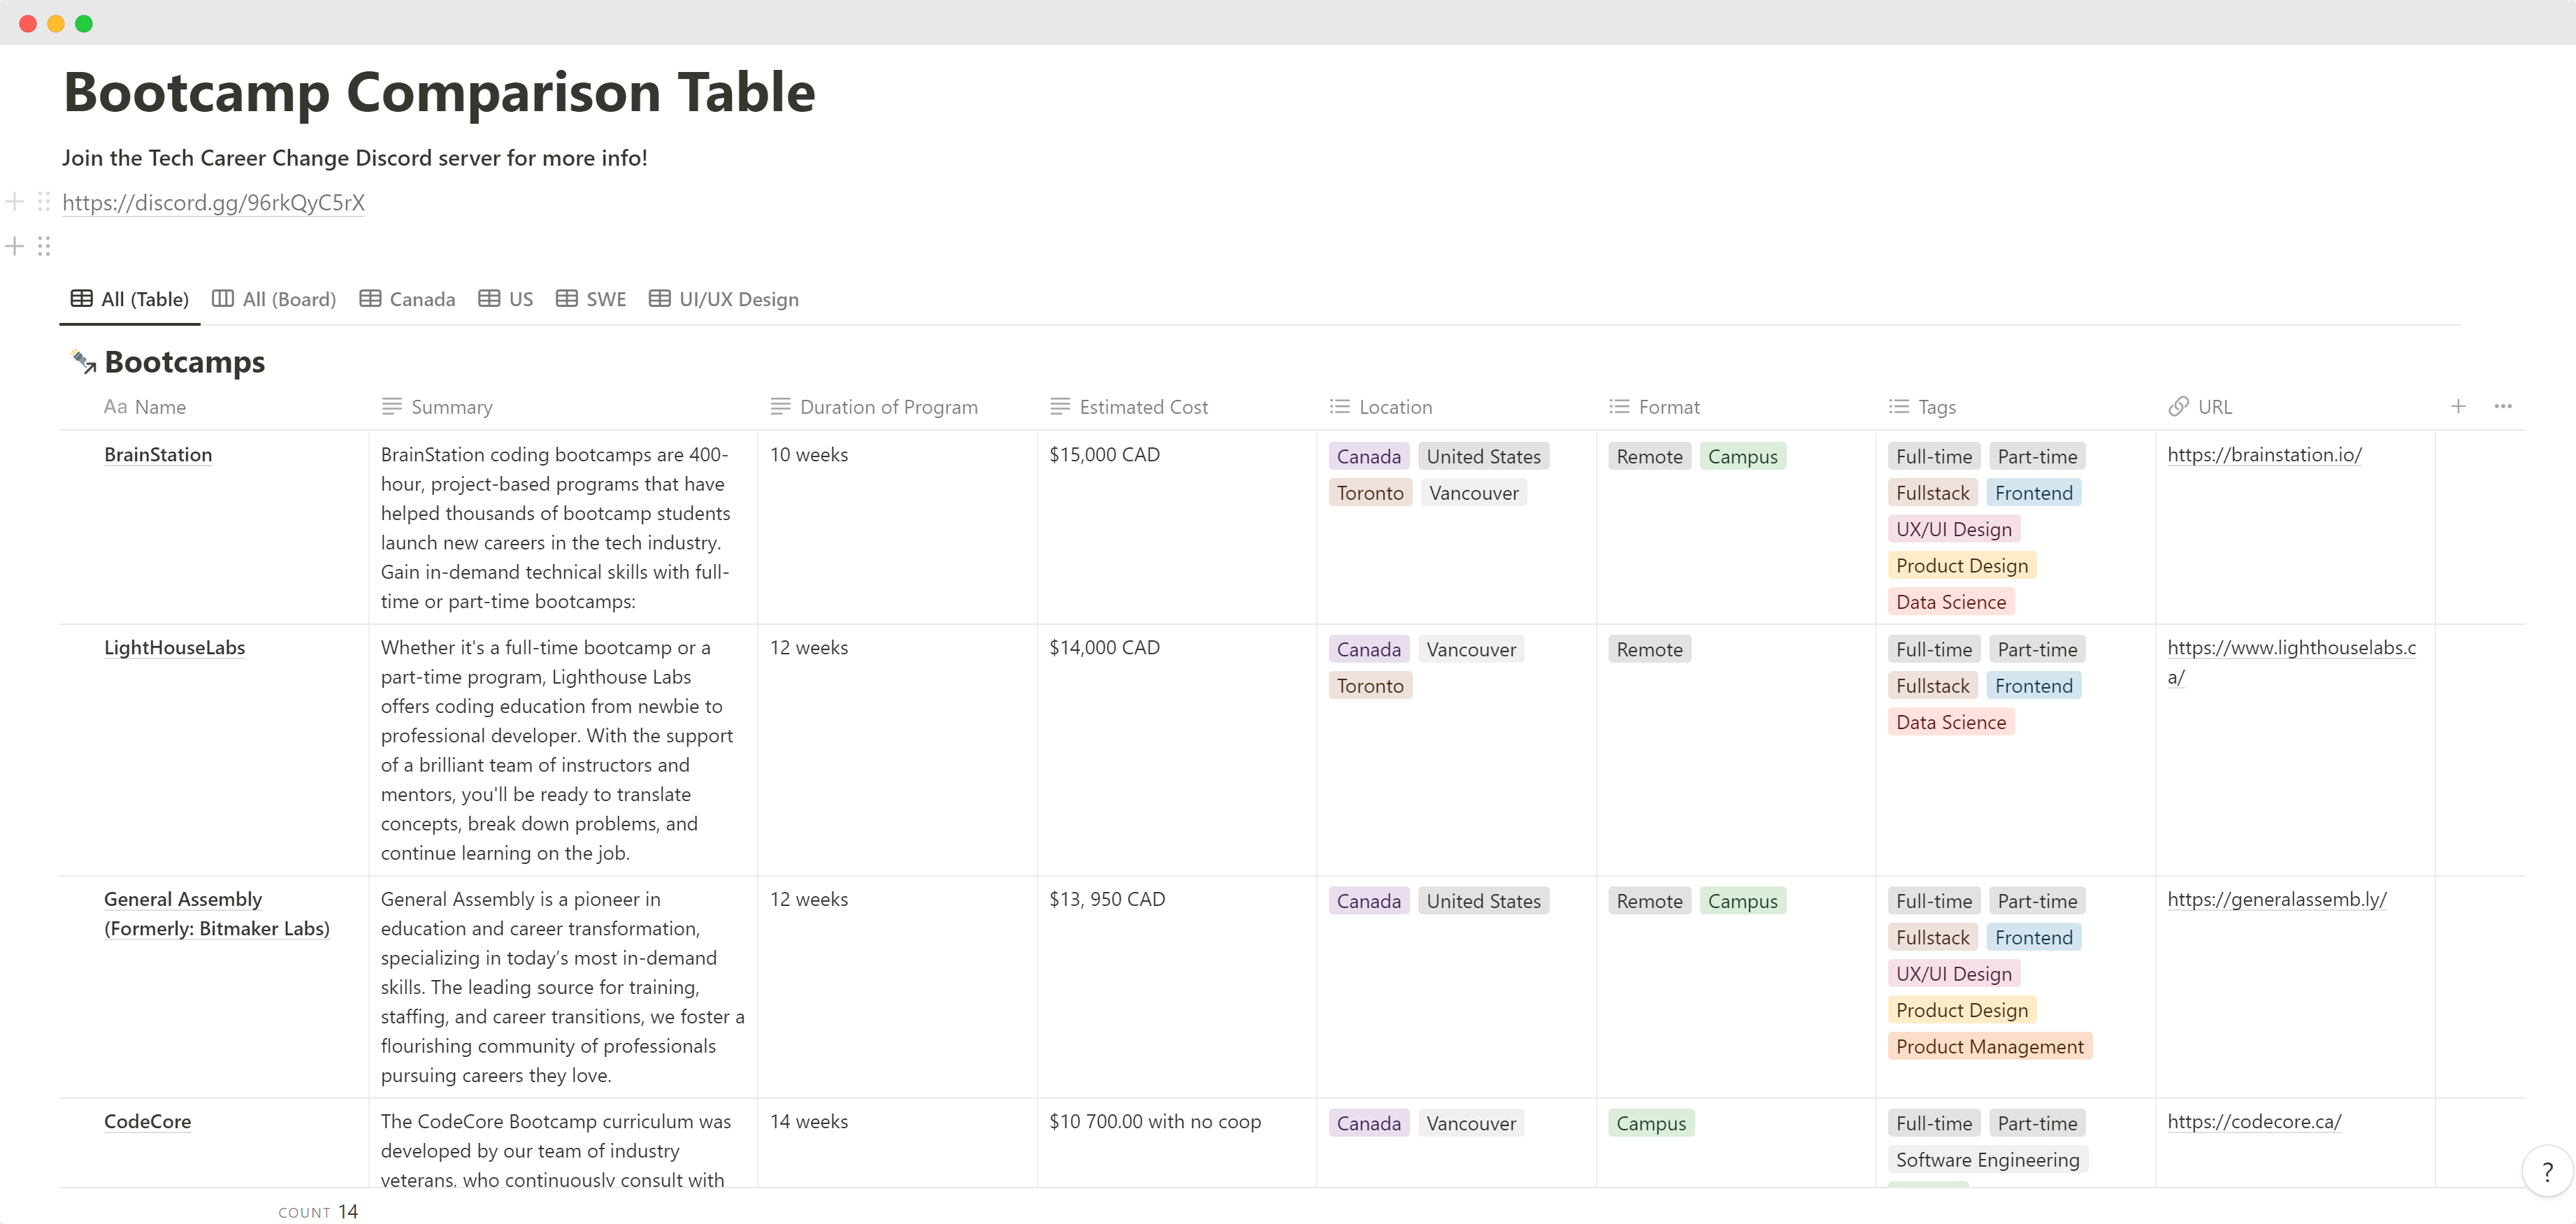 Bootcamp Comparison Table
Join the Tech Career Change Discord server for more info!
https://discord.gg/96rkQyC5rX
All (Table) All (Board) Canada US SWE UI/UX Design
Bootcamps
Aa Name Summary Duration of Program Estimated Cost Location Format Tags URL
BrainStation
BrainStation coding bootcamps are 400-
hour, project-based programs that have
helped thousands of bootcamp students
launch new careers in the tech industry.
Gain in-demand technical skills with full-
time or part-time bootcamps:
10 weeks
$15,000 CAD
Canada United States
Toronto Vancouver
Remote Campus
Full-time Part-time
Fullstack Frontend
UX/UI Design
Product Design
Data Science
https://brainstation.io/
LightHouseLabs
Whether it's a full-time bootcamp or a
part-time program, Lighthouse Labs
offers coding education from newbie to
professional developer. With the support
of a brilliant team of instructors and
mentors, you'll be ready to translate
concepts, break down problems, and
continue learning on the job.
12 weeks
$14,000 CAD
Canada Vancouver
Toronto
Remote
Full-time Part-time
Fullstack Frontend
Data Science
https://www.lighthouselabs.c
a/
General Assembly
(Formerly: Bitmaker Labs)
General Assembly is a pioneer in
education and career transformation,
specializing in today’s most in-demand
skills. The leading source for training,
staffing, and career transitions, we foster a
flourishing community of professionals
pursuing careers they love.
12 weeks
$13, 950 CAD
Canada United States
Remote Campus
Full-time Part-time
Fullstack Frontend
UX/UI Design
Product Design
Product Management
https://generalassemb.ly/
CodeCore
The CodeCore Bootcamp curriculum was
developed by our team of industry
veterans, who continuously consult with
14 weeks
$10 700.00 with no coop
Canada Vancouver
Campus
Full-time Part-time
Software Engineering
https://codecore.ca/
?
COUNT 14